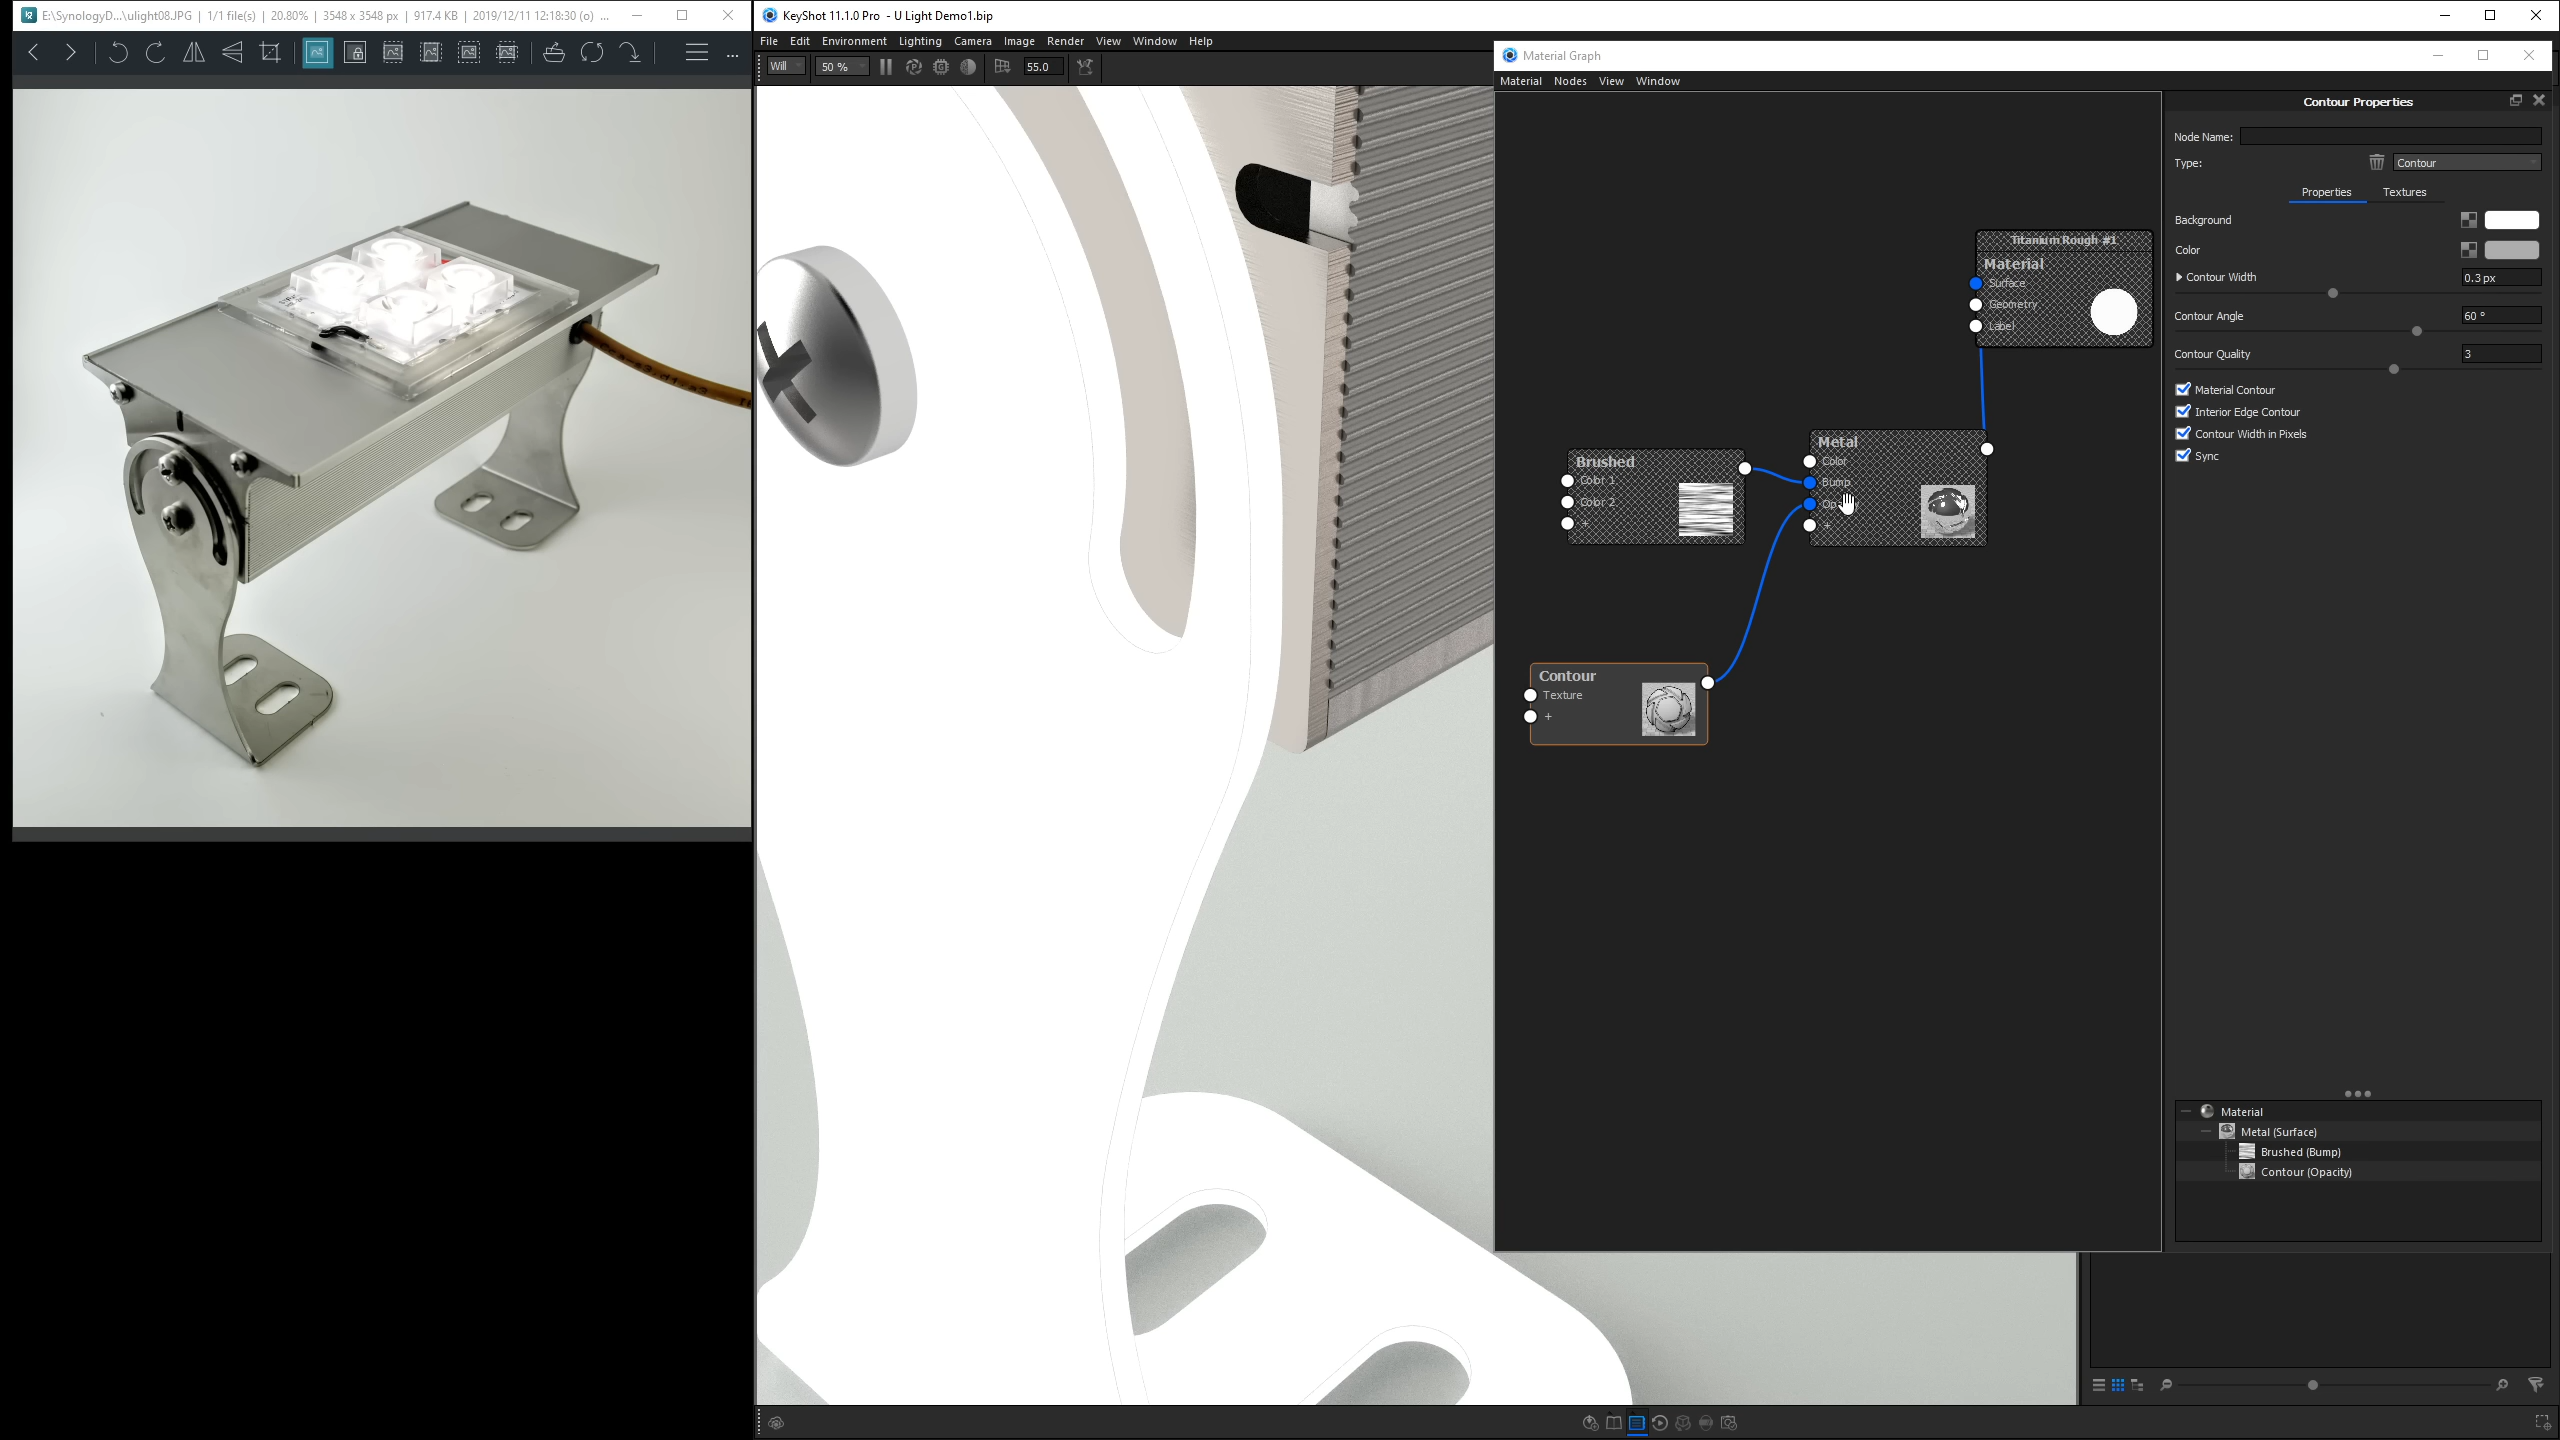 E:\SynologyD...\ulight08.JPG | 1/1 file(s) | 20.80% | 3548 x 3548 px | 917.4 KB | 2019/12/11 12:18:30 (o) ...
KeyShot 11.1.0 Pro - U Light Demo1.bip
File Edit Environment Lighting Camera Image Render View Window Help
Will 50 % 55.0
Material Graph
Material Nodes View Window
Titanium Rough #1
Material
Surface
Geometry
Label
Metal
Color
Bump
+
Brushed
Color 1
Color 2
+
Contour
Texture
+
Contour Properties
Node Name:
Type: Contour
Properties Textures
Background
Color
Contour Width 0.3 px
Contour Angle 60 °
Contour Quality 3
Material Contour
Interior Edge Contour
Contour Width in Pixels
Sync
Material
Metal (Surface)
Brushed (Bump)
Contour (Opacity)